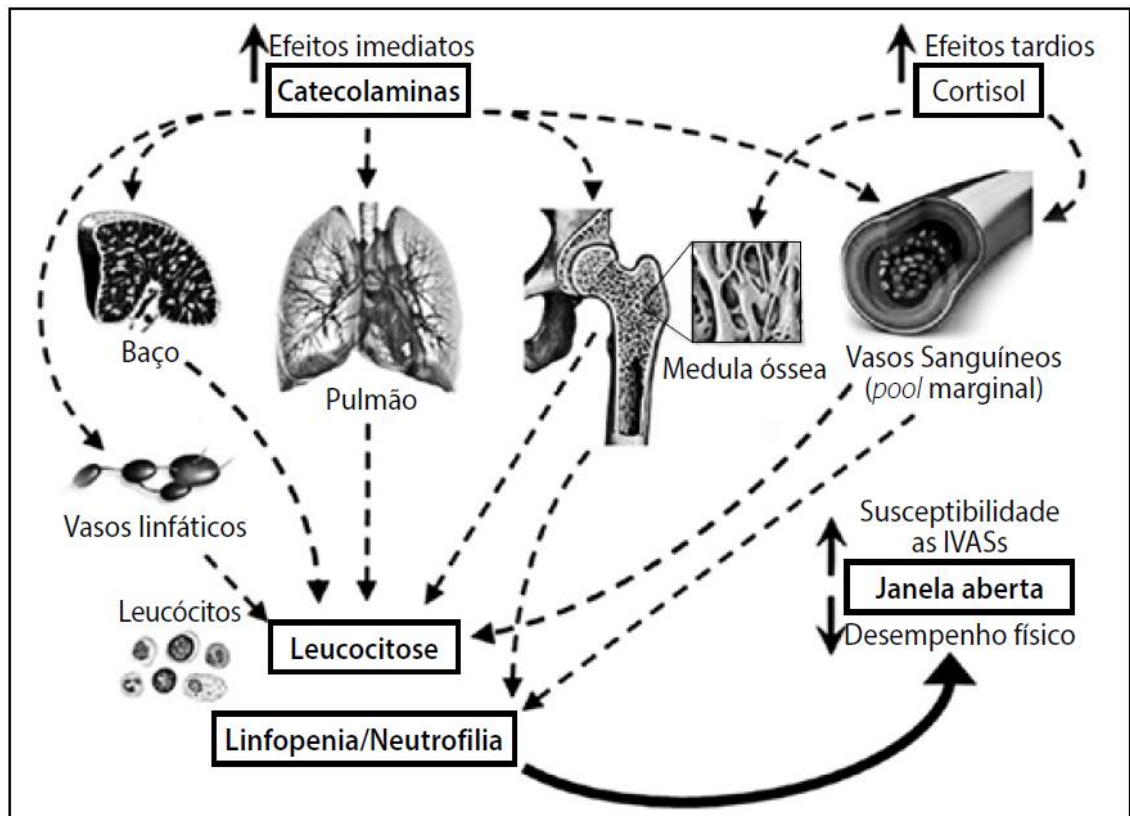 Efeitos imediatos
Catecolaminas
Efeitos tardios
Cortisol
Baço
Pulmão
Medula óssea
Vasos Sanguíneos
(pool marginal)
Vasos linfáticos
Leucócitos
Leucocitose
Linfopenia/Neutrofilia
Susceptibilidade
as IVASs
Janela aberta
Desempenho físico